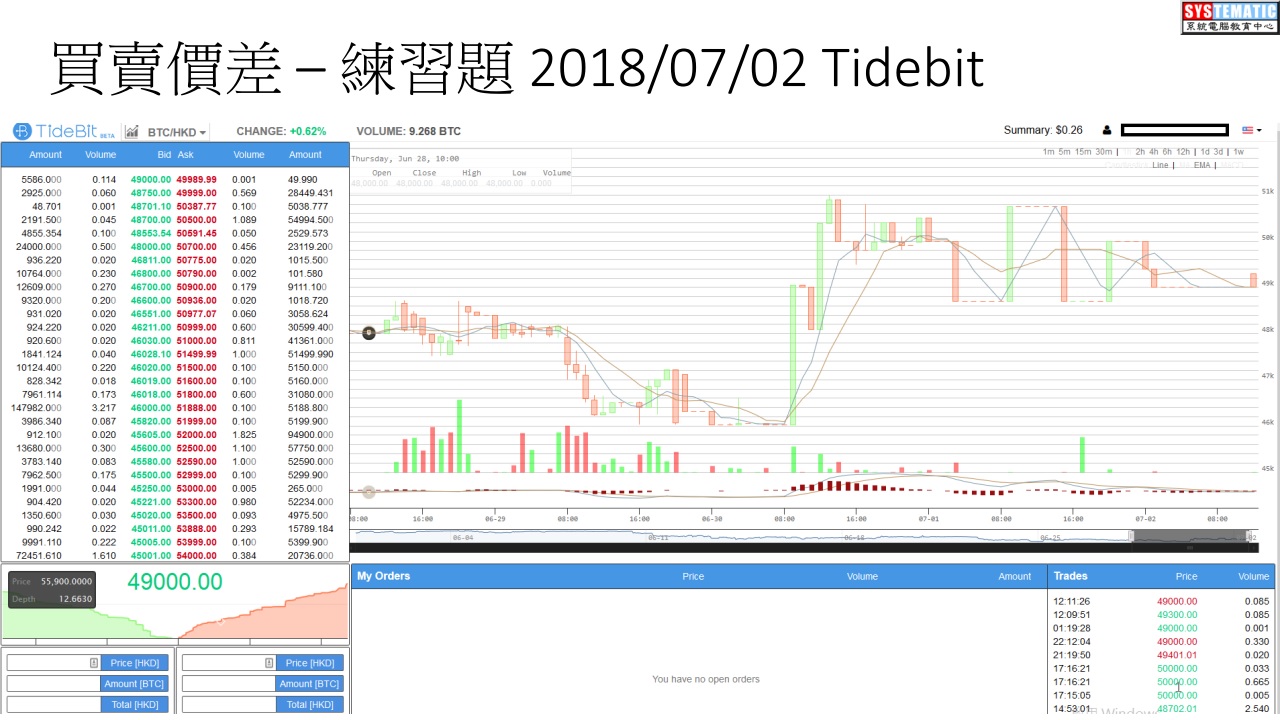 SYSTEMATIC
系統電腦教育中心
買賣價差 – 練習題 2018/07/02 Tidebit
TideBit BETA BTC/HKD CHANGE: +0.62% VOLUME: 9.268 BTC Summary: $0.26
Amount Volume Bid Ask Volume Amount
5586.000 0.114 49000.00 49989.99 0.001 49.990
2925.000 0.060 48750.00 49999.00 0.569 28449.431
48.701 0.001 48701.10 50387.77 0.100 5038.777
2191.500 0.045 48700.00 50500.00 1.089 54994.500
4855.354 0.100 48553.54 50591.45 0.050 2529.573
24000.000 0.500 48000.00 50700.00 0.456 23119.200
936.220 0.020 46811.00 50775.00 0.020 1015.500
10764.000 0.230 46800.00 50790.00 0.002 101.580
12609.000 0.270 46700.00 50900.00 0.179 9111.100
9320.000 0.200 46600.00 50936.00 0.020 1018.720
931.020 0.020 46551.00 50977.07 0.060 3058.624
924.220 0.020 46211.00 50999.00 0.600 30599.400
920.600 0.020 46030.00 51000.00 0.811 41361.000
1841.124 0.040 46028.10 51499.99 1.000 51499.990
10124.400 0.220 46020.00 51500.00 0.100 5150.000
828.342 0.018 46019.00 51600.00 0.100 5160.000
7961.114 0.173 46018.00 51800.00 0.600 31080.000
147982.000 3.217 46000.00 51888.00 0.100 5188.800
3986.340 0.087 45820.00 51999.00 0.100 5199.900
912.100 0.020 45605.00 52000.00 1.825 94900.000
13680.000 0.300 45600.00 52500.00 1.100 57750.000
3783.140 0.083 45580.00 52590.00 1.000 52590.000
7962.500 0.175 45500.00 52999.00 0.100 5299.900
1991.000 0.044 45250.00 53000.00 0.005 265.000
904.420 0.020 45221.00 53300.00 0.980 52234.000
1350.600 0.030 45020.00 53500.00 0.093 4975.500
990.242 0.022 45011.00 53888.00 0.293 15789.184
9991.110 0.222 45005.00 53999.00 0.100 5399.900
72451.610 1.610 45001.00 54000.00 0.384 20736.000
1m 5m 15m 30m | 2h 4h 6h 12h | 1d 3d | 1w
Line | EMA |
Thursday, Jun 28, 10:00
Open Close High Low Volume
48,000.00 48,000.00 48,000.00 48,000.00 0.000
51k
50k
49k
48k
47k
46k
45k
08:00 16:00 06-29 08:00 16:00 06-30 08:00 16:00 07-01 08:00 16:00 07-02 08:00
06-04 06-11 06-18 06-25 02
Price 55,900.0000
Depth 12.6630
49000.00
Price [HKD] Price [HKD]
Amount [BTC] Amount [BTC]
Total [HKD] Total [HKD]
My Orders Price Volume Amount
You have no open orders
Trades Price Volume
12:11:26 49000.00 0.085
12:09:51 49300.00 0.085
01:19:28 49000.00 0.001
22:12:04 49000.00 0.330
21:19:50 49401.01 0.020
17:16:21 50000.00 0.033
17:16:21 50000.00 0.665
17:15:05 50000.00 0.005
14:53:01 48702.01 2.540